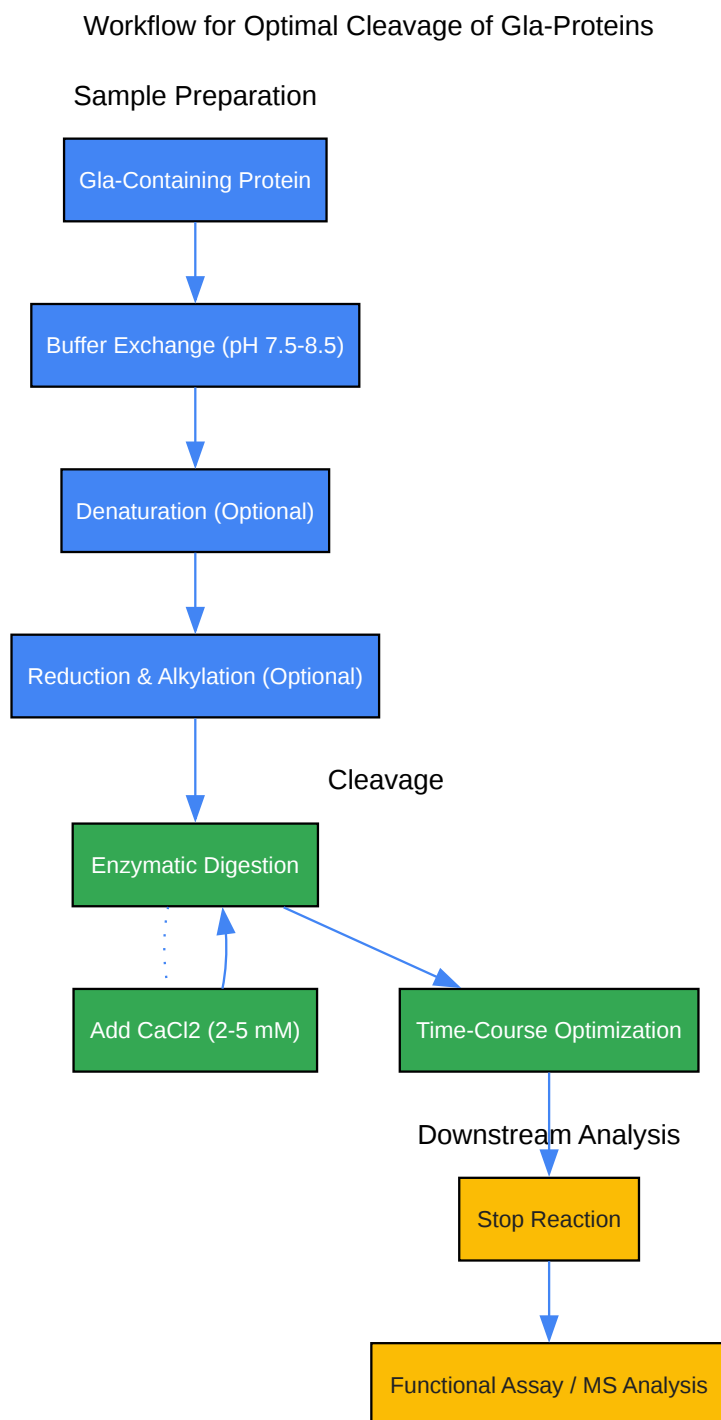 Workflow for Optimal Cleavage of Gla-Proteins
Sample Preparation
Gla-Containing Protein
Buffer Exchange (pH 7.5-8.5)
Denaturation (Optional)
Reduction & Alkylation (Optional)
Cleavage
Enzymatic Digestion
Add CaCl2 (2-5 mM)
Time-Course Optimization
Downstream Analysis
Stop Reaction
Functional Assay / MS Analysis